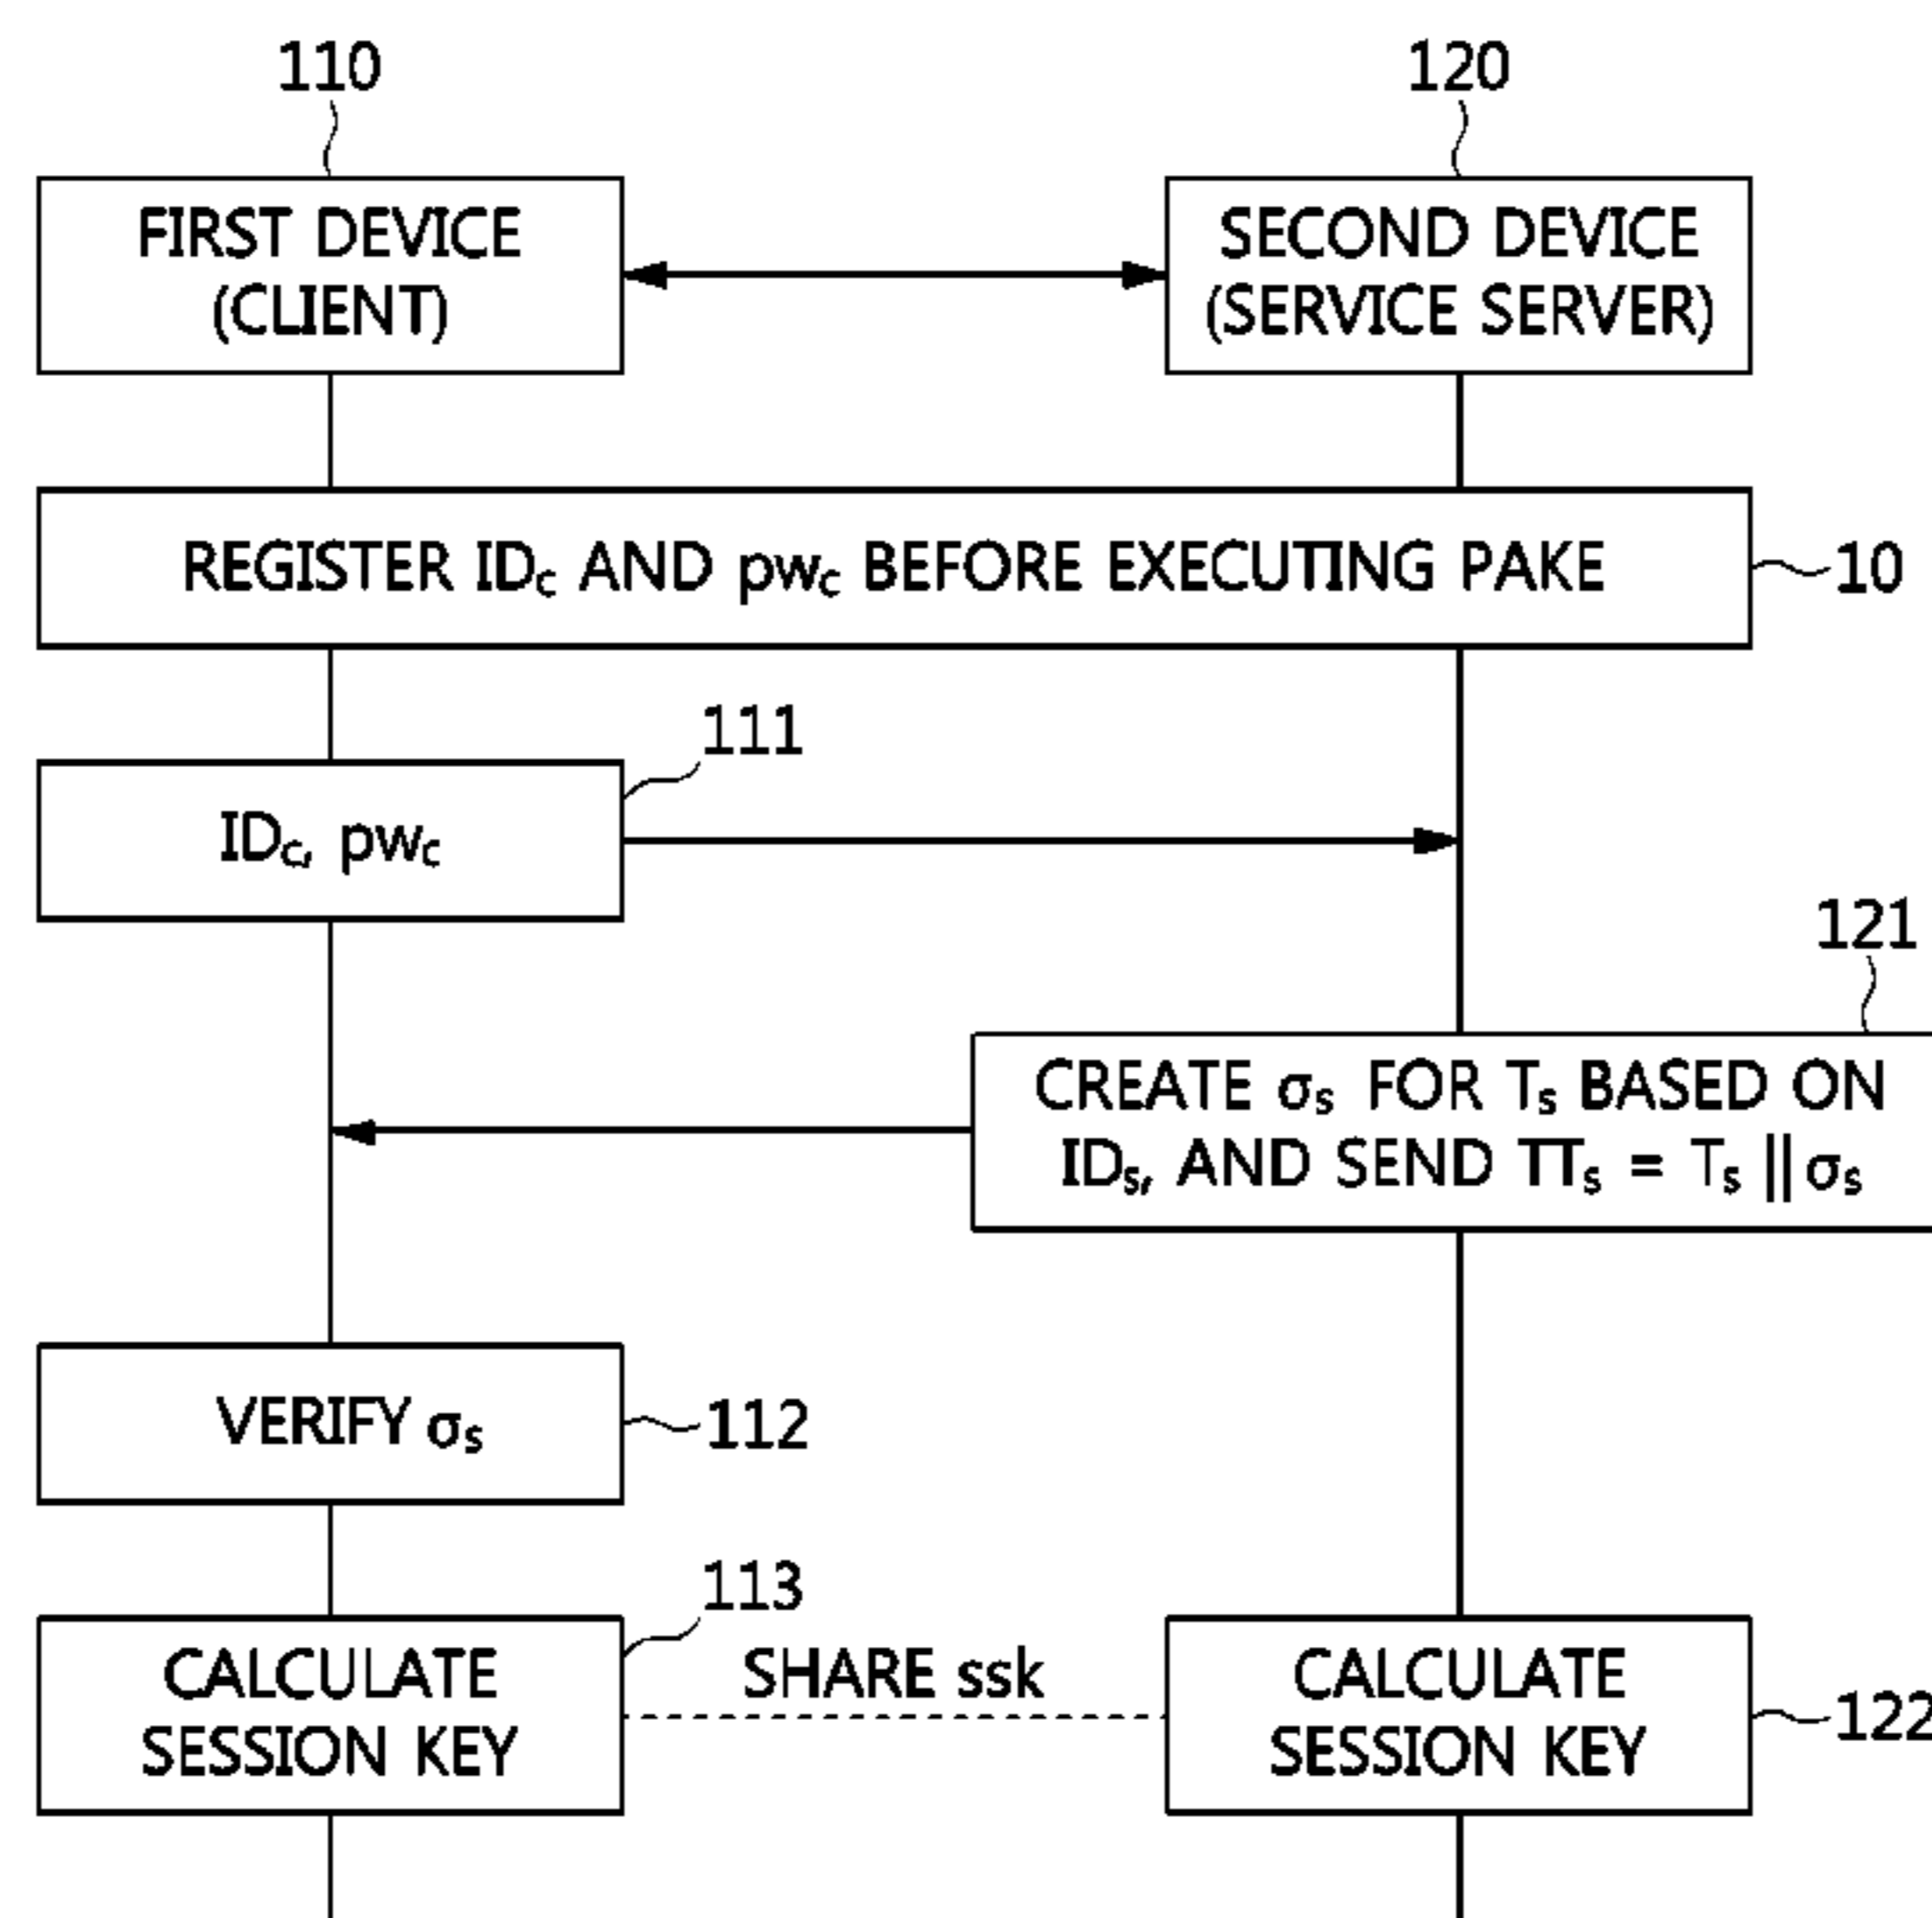 110
120
FIRST DEVICE
(CLIENT)
SECOND DEVICE
(SERVICE SERVER)
REGISTER IDc AND pwc BEFORE EXECUTING PAKE
10
111
IDc, pwc
121
CREATE σs FOR Ts BASED ON
IDs, AND SEND TTs = Ts || σs
VERIFY σs
112
113
CALCULATE
SESSION KEY
SHARE ssk
CALCULATE
SESSION KEY
122